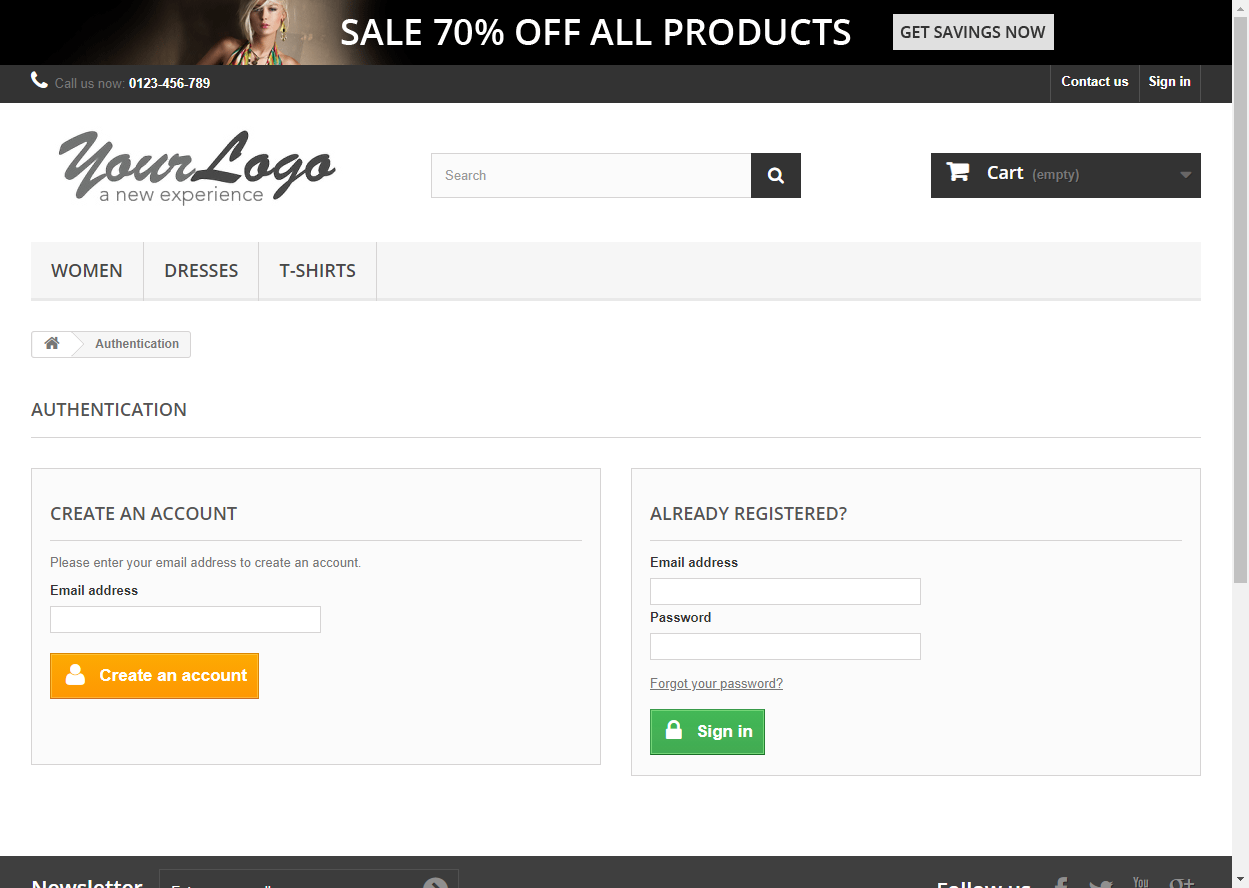 SALE 70% OFF ALL PRODUCTS GET SAVINGS NOW
Call us now: 0123-456-789 Contact us Sign in
Your Logo
a new experience
Search
Cart (empty)
WOMEN DRESSES T-SHIRTS
Authentication
AUTHENTICATION
CREATE AN ACCOUNT
Please enter your email address to create an account.
Email address
Create an account
ALREADY REGISTERED?
Email address
Password
Forgot your password?
Sign in
Newsletter
Follow us
You